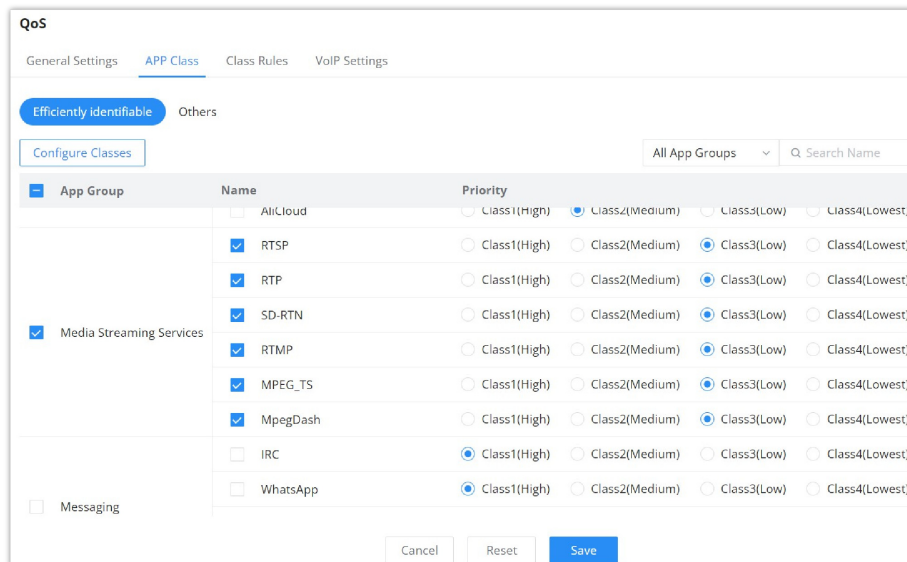 QoS
General Settings APP Class Class Rules VoIP Settings
Efficiently identifiable Others
Configure Classes All App Groups Search Name
App Group Name Priority
AliCloud Class1(High) Class2(Medium) Class3(Low) Class4(Lowest)
RTSP Class1(High) Class2(Medium) Class3(Low) Class4(Lowest)
RTP Class1(High) Class2(Medium) Class3(Low) Class4(Lowest)
SD-RTN Class1(High) Class2(Medium) Class3(Low) Class4(Lowest)
Media Streaming Services
RTMP Class1(High) Class2(Medium) Class3(Low) Class4(Lowest)
MPEG_TS Class1(High) Class2(Medium) Class3(Low) Class4(Lowest)
MpegDash Class1(High) Class2(Medium) Class3(Low) Class4(Lowest)
IRC Class1(High) Class2(Medium) Class3(Low) Class4(Lowest)
WhatsApp Class1(High) Class2(Medium) Class3(Low) Class4(Lowest)
Messaging
Cancel Reset Save